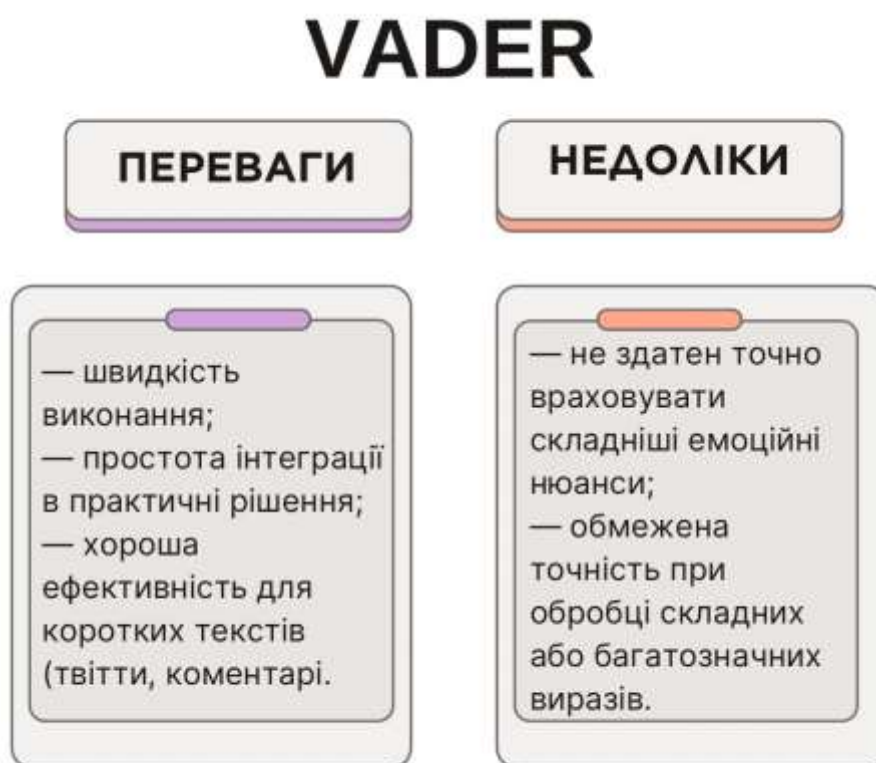 VADER
ПЕРЕВАГИ
— швидкість
виконання;
— простота інтеграції
в практичні рішення;
— хороша
ефективність для
коротких текстів
(твітти, коментарі.
НЕДОЛІКИ
— не здатен точно
враховувати
складніші емоційні
нюанси;
— обмежена
точність при
обробці складних
або багатозначних
виразів.